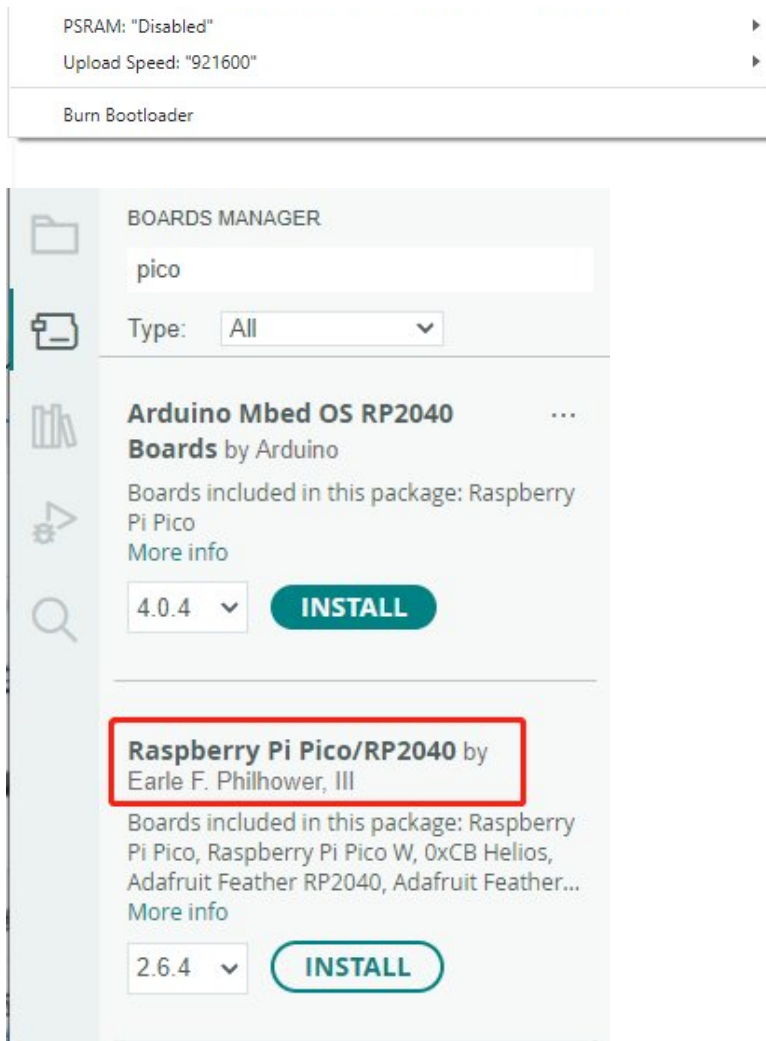 PSRAM: "Disabled"
Upload Speed: "921600"
Burn Bootloader
BOARDS MANAGER
pico
Type: All
Arduino Mbed OS RP2040
Boards by Arduino
Boards included in this package: Raspberry
Pi Pico
More info
4.0.4 INSTALL
Raspberry Pi Pico/RP2040 by
Earle F. Philhower, III
Boards included in this package: Raspberry
Pi Pico, Raspberry Pi Pico W, 0xCB Helios,
Adafruit Feather RP2040, Adafruit Feather...
More info
2.6.4 INSTALL